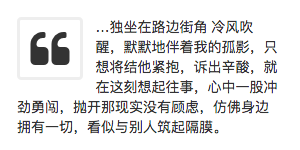 ...独坐在路边街角 冷风吹
醒，默默地伴着我的孤影，只
想将结他紧抱，诉出辛酸，就
在这刻想起往事，心中一股冲
劲勇闯，抛开那现实没有顾虑，仿佛身边
拥有一切，看似与别人筑起隔膜。